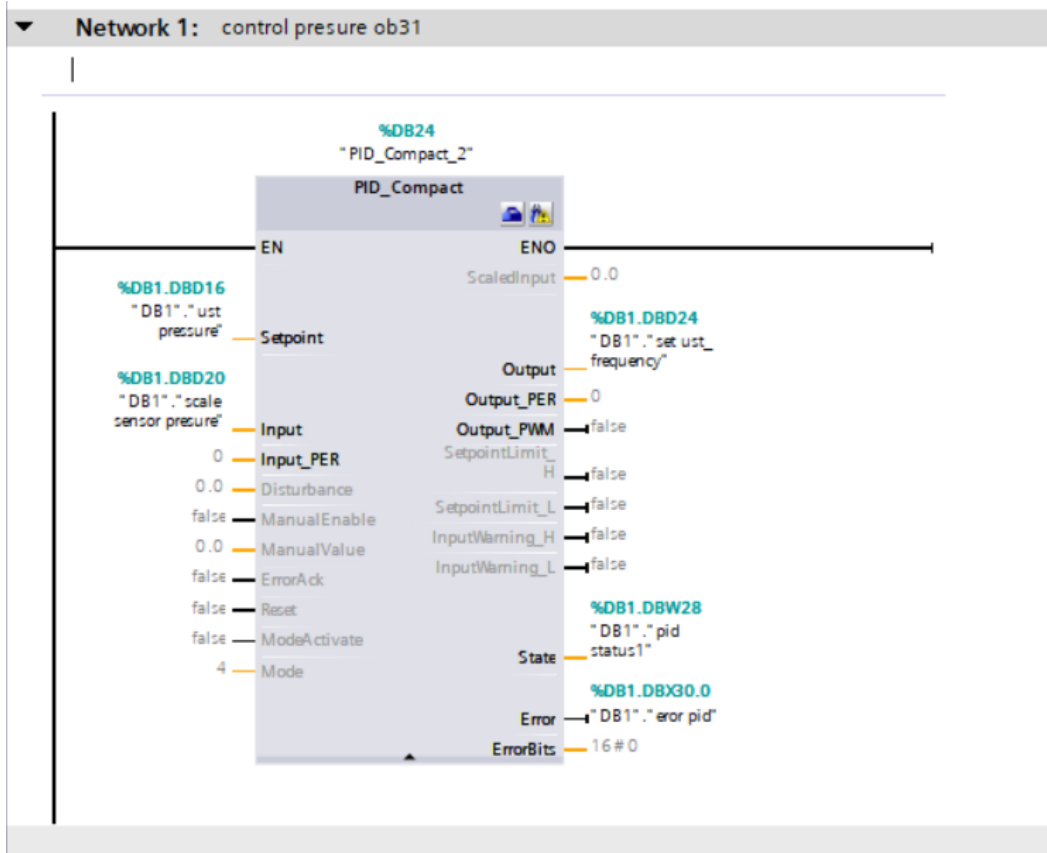 Network 1: control presure ob31
%DB24
"PID_Compact_2"
PID_Compact
EN
ENO
ScaledInput
0.0
%DB1.DBD16
"DB1"."ust
pressure"
Setpoint
%DB1.DBD24
"DB1"."set ust_
frequency"
Output
%DB1.DBD20
"DB1"."scale
sensor presure"
Input
Output_PER
0
Output_PWM
false
0
Input_PER
SetpointLimit_
H
false
0.0
Disturbance
SetpointLimit_L
false
false
ManualEnable
InputWarning_H
false
0.0
ManualValue
InputWarning_L
false
false
ErrorAck
false
Reset
%DB1.DBW28
"DB1"."pid
status1"
State
false
ModeActivate
4
Mode
%DB1.DBX30.0
"DB1"."eror pid"
Error
ErrorBits
16#0